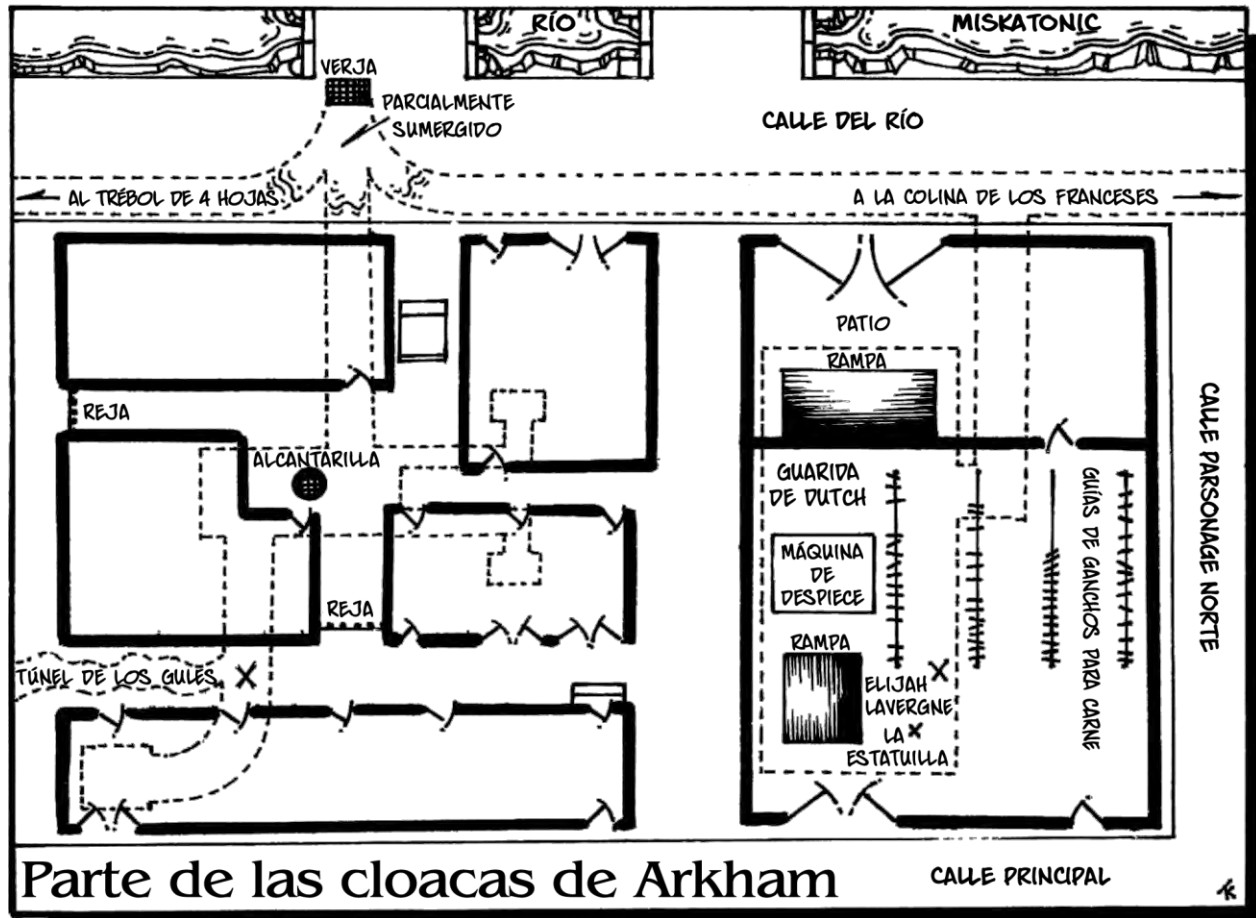 RÍO
MISKATONIC
VERJA
PARCIALMENTE
SUMERGIDO
CALLE DEL RÍO
AL TRÉBOL DE 4 HOJAS
A LA COLINA DE LOS FRANCESES
PATIO
RAMPA
REJA
ALCANTARILLA
GUARIDA
DE DUTCH
GUÍAS DE GANCHOS PARA CARNE
CALLE PARSONAGE NORTE
MÁQUINA
DE
DESPIECE
REJA
RAMPA
TÚNEL DE LOS GULES
ELIJAH
LAVERGNE
LA
ESTATUILLA
Parte de las cloacas de Arkham
CALLE PRINCIPAL